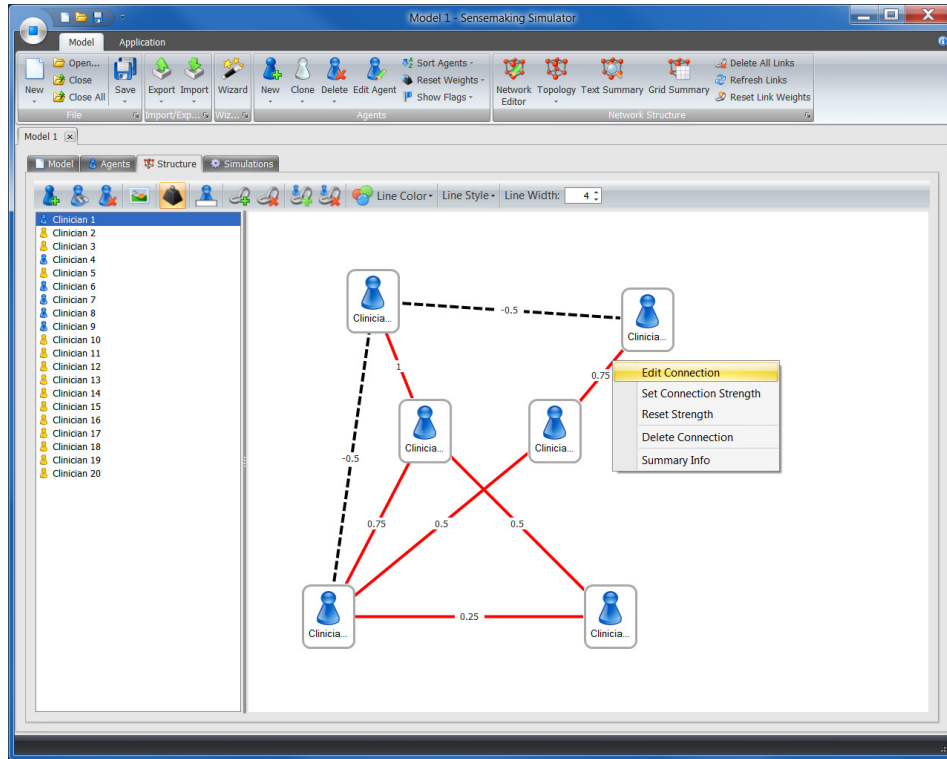 Model 1 - Sensemaking Simulator
Model Application
Open...
Close
Close All
New
Save
Export Import
Wizard
New Clone Delete Edit Agent
Sort Agents
Reset Weights
Show Flags
Network Editor
Topology
Text Summary
Grid Summary
Delete All Links
Refresh Links
Reset Link Weights
File
Import/Exp...
Wiz...
Agents
Network Structure
Model 1
Model Agents Structure Simulations
Line Color Line Style Line Width: 4
Clinician 1
Clinician 2
Clinician 3
Clinician 4
Clinician 5
Clinician 6
Clinician 7
Clinician 8
Clinician 9
Clinician 10
Clinician 11
Clinician 12
Clinician 13
Clinician 14
Clinician 15
Clinician 16
Clinician 17
Clinician 18
Clinician 19
Clinician 20
Clinicia...
-0.5
Clinicia...
1
0.75
Edit Connection
Set Connection Strength
Reset Strength
Delete Connection
Summary Info
Clinicia...
Clinicia...
-0.5
0.75
0.5
0.5
Clinicia...
0.25
Clinicia...